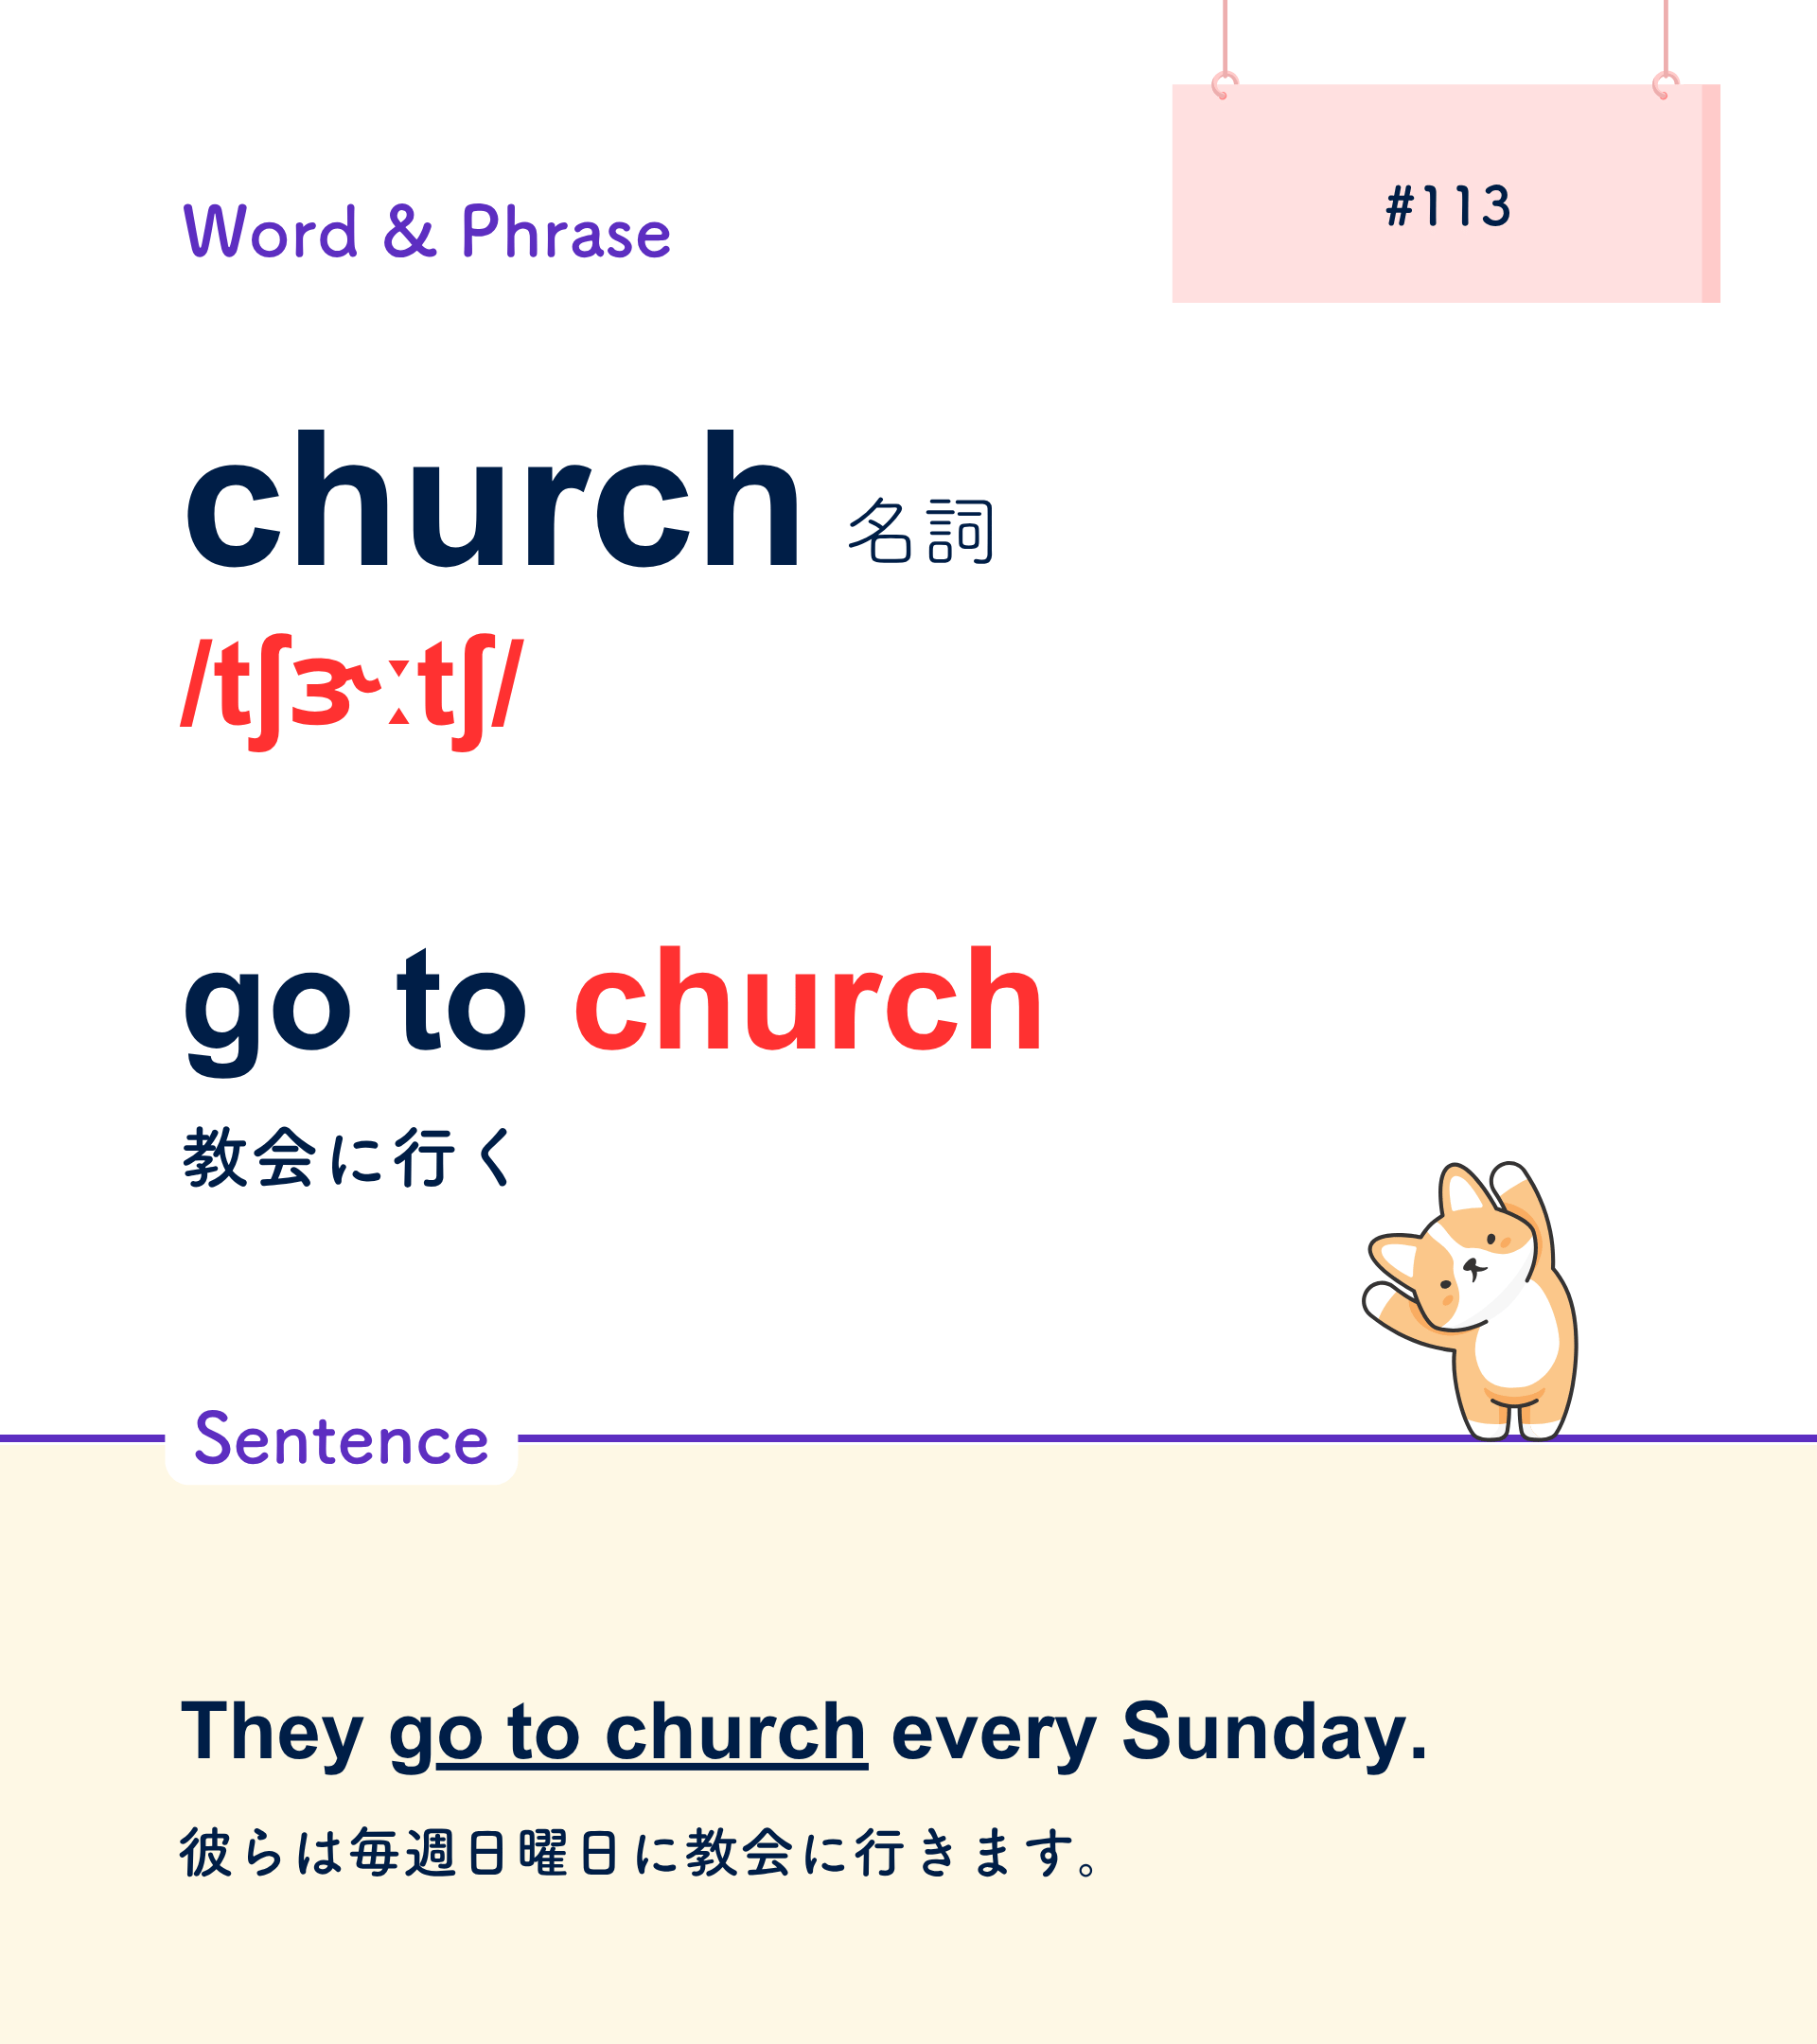 Word & Phrase
#113
church 名詞
/tʃɝːtʃ/
go to church
教会に行く
Sentence
They go to church every Sunday.
彼らは毎週日曜日に教会に行きます。